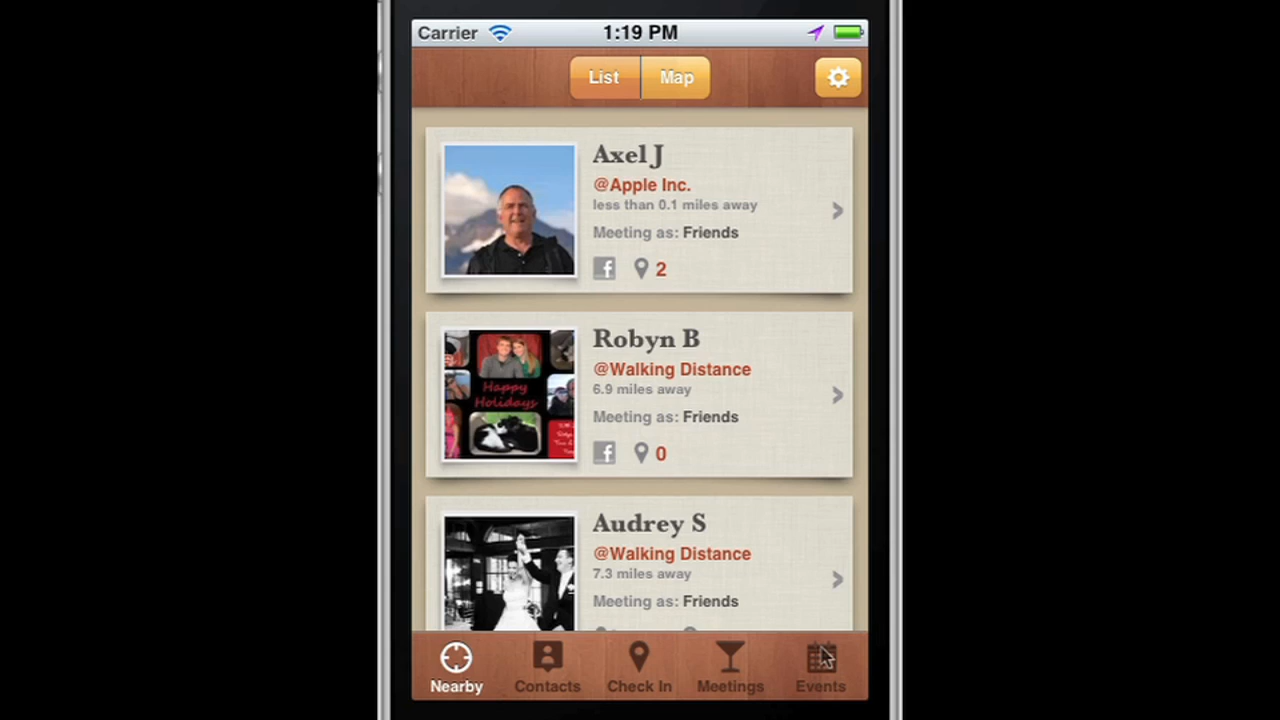 Carrier 1:19 PM
List Map
Axel J
@Apple Inc.
less than 0.1 miles away
Meeting as: Friends
f 2
Robyn B
@Walking Distance
6.9 miles away
Meeting as: Friends
f 0
Happy
Holidays
Audrey S
@Walking Distance
7.3 miles away
Meeting as: Friends
Nearby Contacts Check In Meetings Events